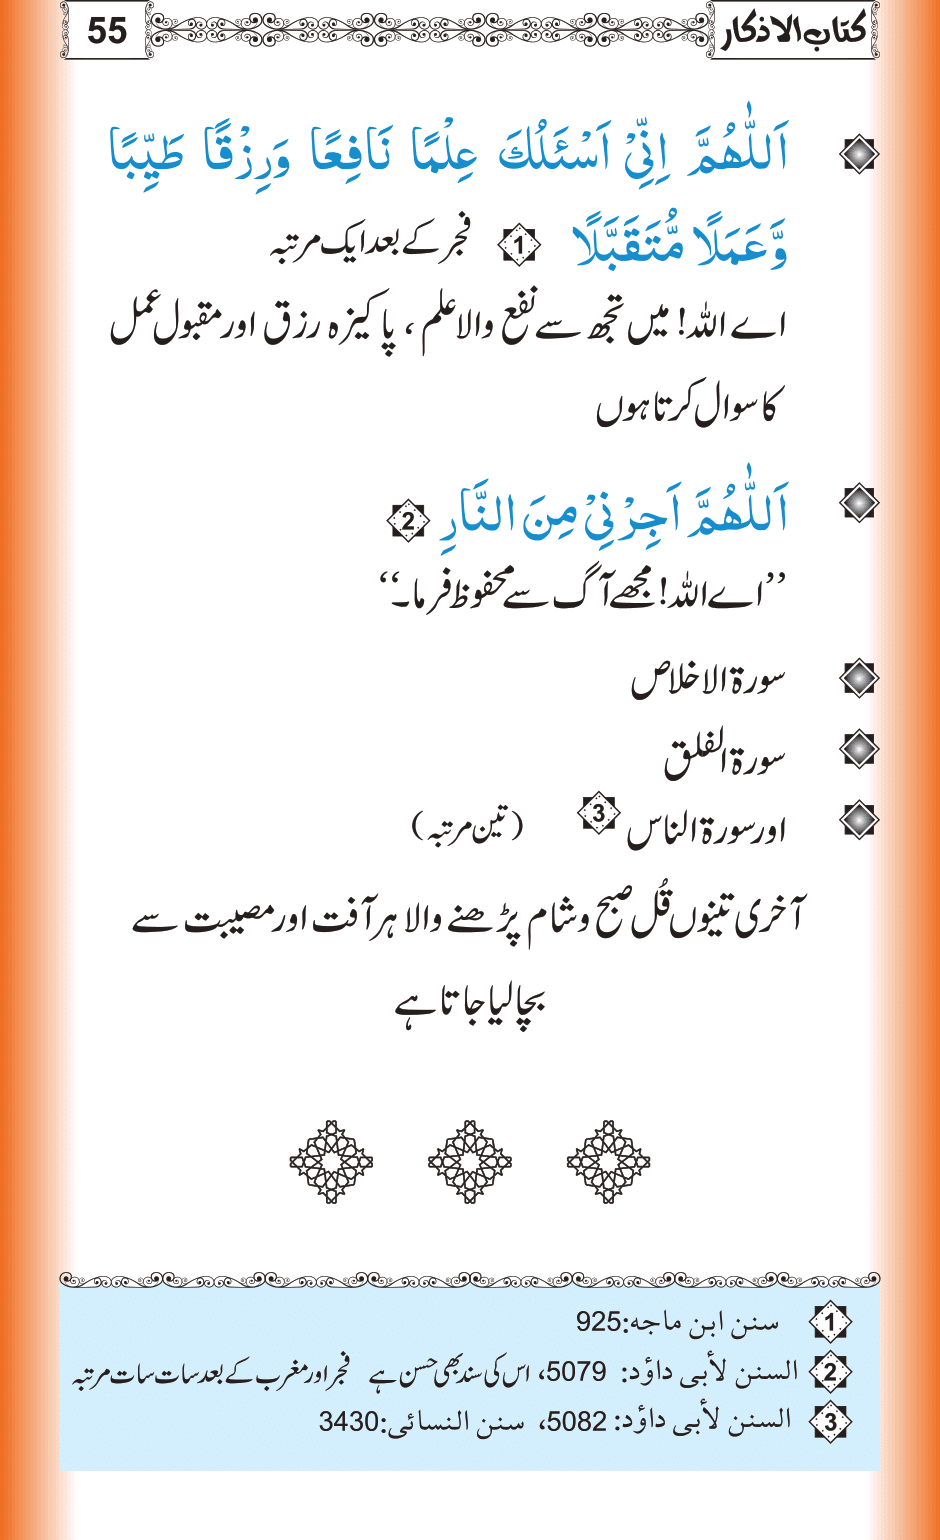 کتاب الاذکار 55
اَللّٰهُمَّ اِنِّیْ اَسْئَلُكَ عِلْمًا نَافِعًا وَرِزْقًا طَيِّبًا
وَّعَمَلًا مُّتَقَبَّلًا 1 فجر کے بعد ایک مرتبہ
اے اللہ! میں تجھ سے نفع والا علم ، پاکیزہ رزق اور مقبول عمل
کا سوال کرتا ہوں
اَللّٰهُمَّ اَجِرْنِیْ مِنَ النَّارِ 2
’’اے اللہ! مجھے آگ سے محفوظ فرما۔‘‘
سورۃ الاخلاص
سورۃ الفلق
اور سورۃ الناس 3 (تین مرتبہ)
آخری تینوں قُل صبح و شام پڑھنے والا ہر آفت اور مصیبت سے
بچالیا جاتا ہے
1 سنن ابن ماجه:925
2 السنن لأبی داؤد: 5079، اس کی سند بھی حسن ہے فجر اور مغرب کے بعد سات سات مرتبہ
3 السنن لأبی داؤد: 5082، سنن النسائی:3430